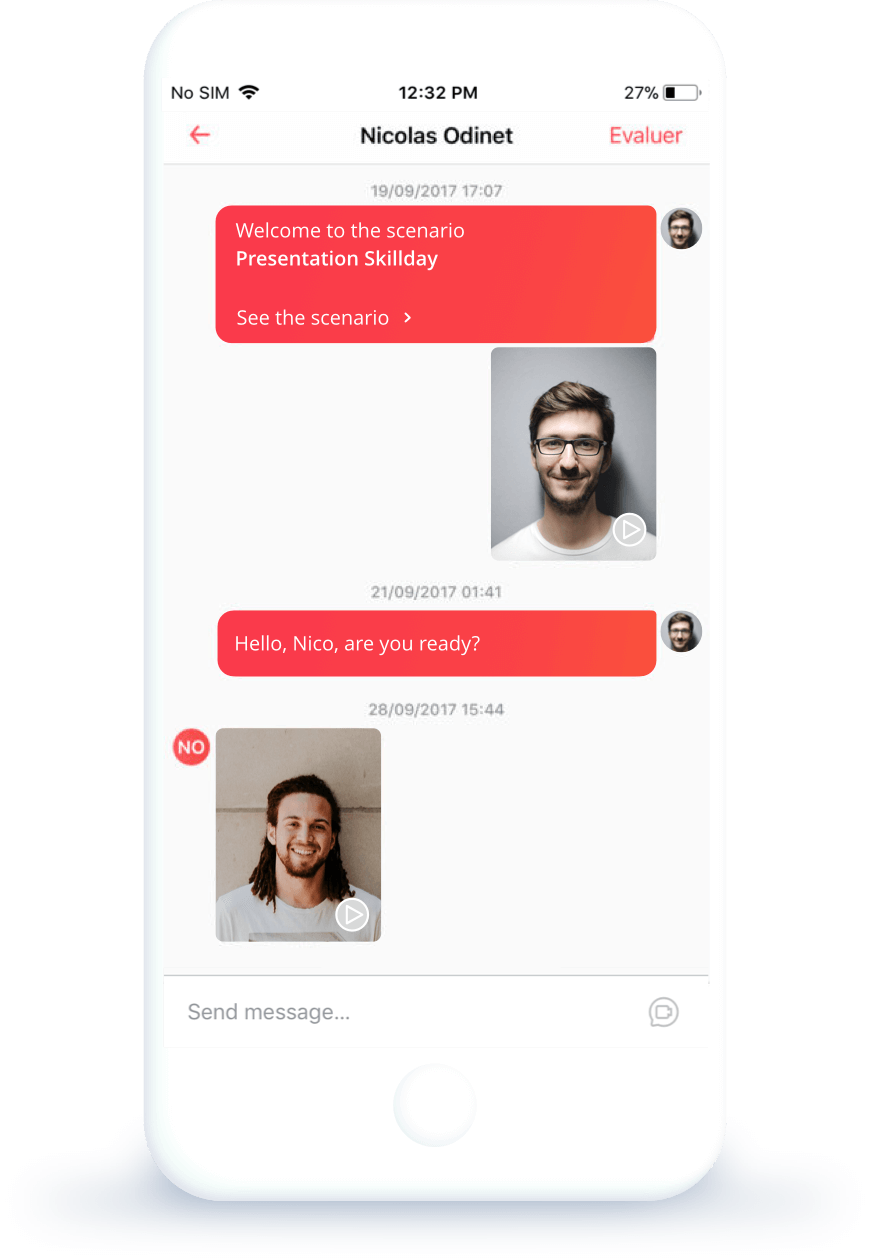 No SIM 12:32 PM 27%
Nicolas Odinet Evaluer
19/09/2017 17:07
Welcome to the scenario
Presentation Skillday
See the scenario
21/09/2017 01:41
Hello, Nico, are you ready?
28/09/2017 15:44
NO
Send message...